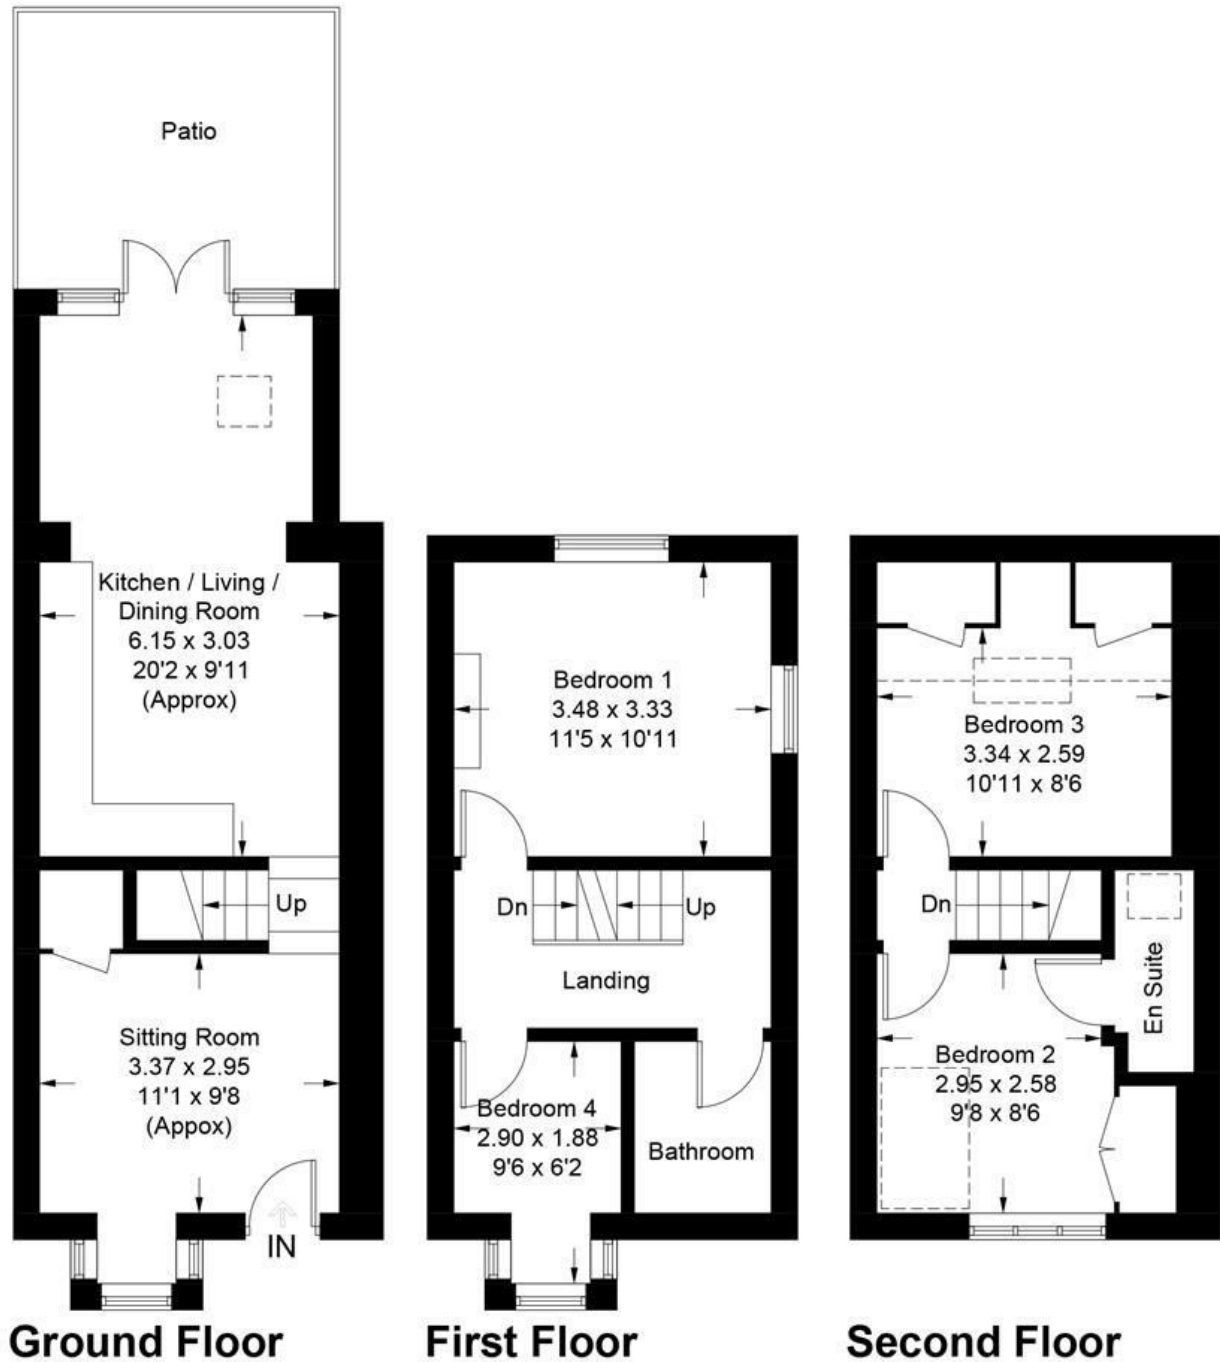 Patio
Kitchen / Living /
Dining Room
6.15 x 3.03
20'2 x 9'11
(Approx)
Up
Sitting Room
3.37 x 2.95
11'1 x 9'8
(Appox)
IN
Ground Floor
Bedroom 1
3.48 x 3.33
11'5 x 10'11
Dn
Up
Landing
Bedroom 4
2.90 x 1.88
9'6 x 6'2
Bathroom
First Floor
Bedroom 3
3.34 x 2.59
10'11 x 8'6
Dn
En Suite
Bedroom 2
2.95 x 2.58
9'8 x 8'6
Second Floor